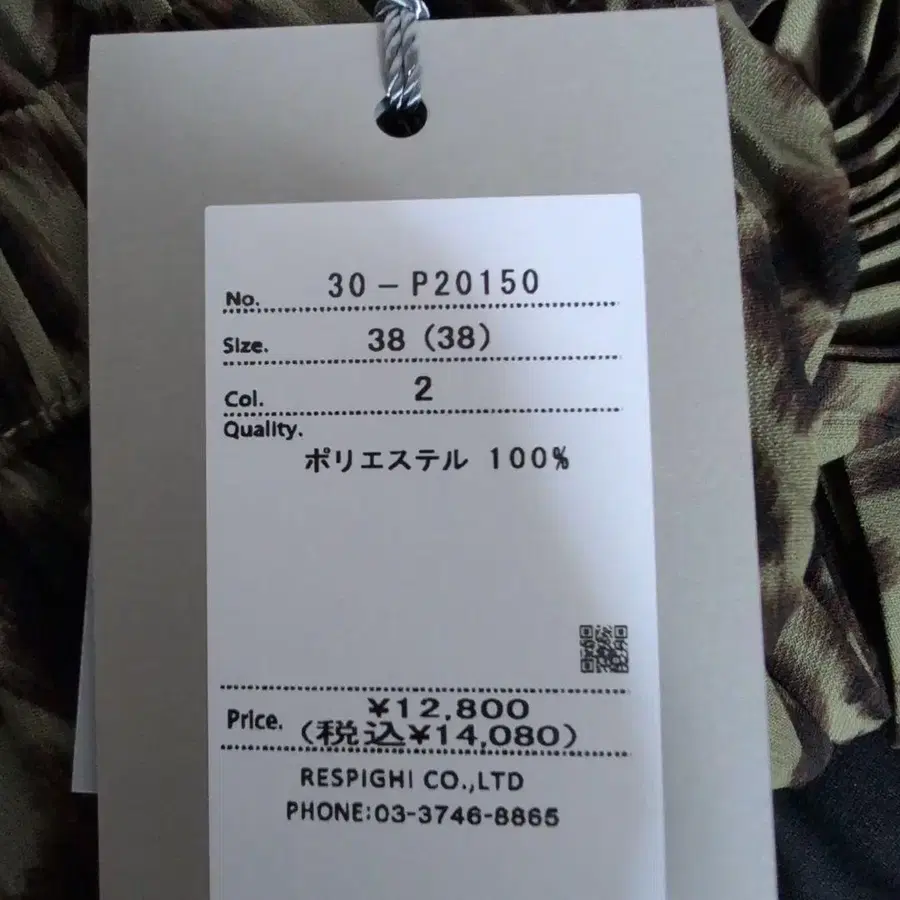 No. 30-P20150
Size. 38 (38)
Col. 2
Quality.
ポリエステル 100%
Price. ¥12,800
(税込¥14,080)
RESPIGHI CO.,LTD
PHONE:03-3746-8865